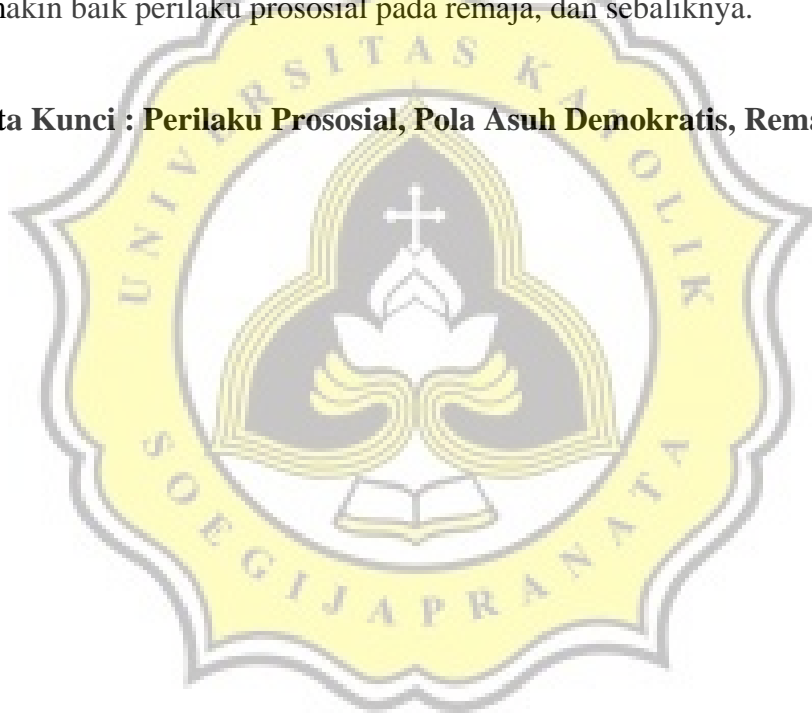 makin baik perilaku prososial pada remaja, dan sebaliknya.
ta Kunci : Perilaku Prososial, Pola Asuh Demokratis, Rema
UNIVERSITAS KATOLIK
SOEGIJAPRANATA